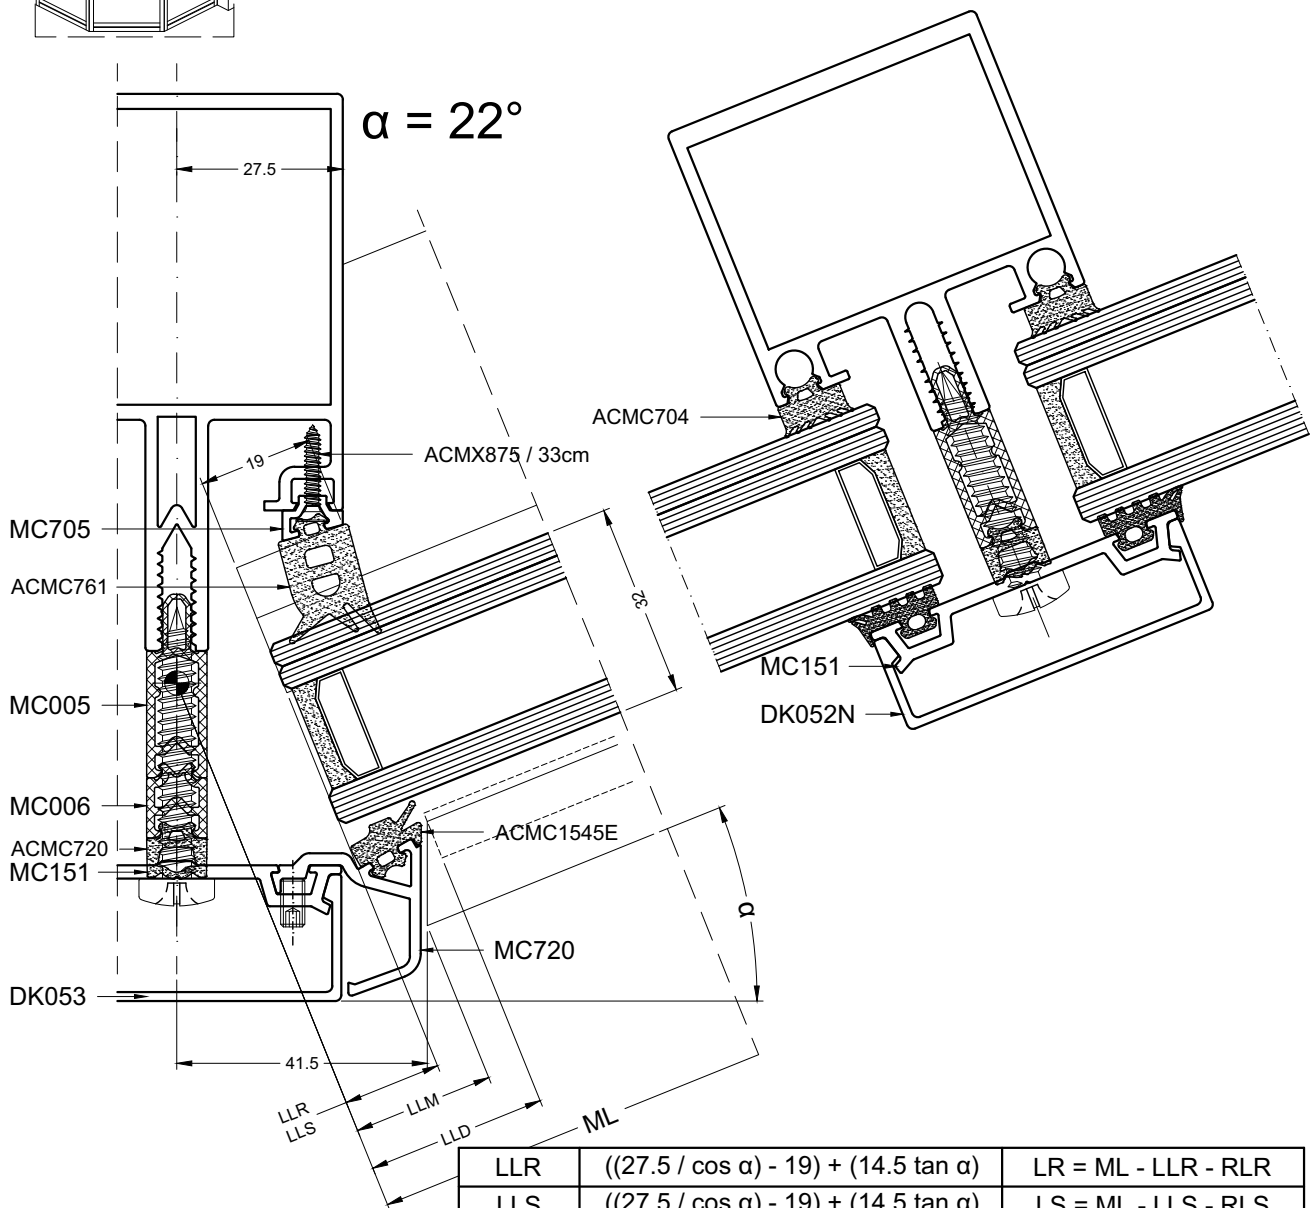 α = 22°
27.5
ACMC704
19
ACMX875 / 33cm
MC705
ACMC761
32
MC151
DK052N
MC005
MC006
ACMC720
MC151
ACMC1545E
α
MC720
DK053
41.5
LLR
LLS
LLM
LLD
ML
LLR ((27.5 / cos α) - 19) + (14.5 tan α) LR = ML - LLR - RLR
LLS ((27.5 / cos α) - 19) + (14.5 tan α) LS = ML - LLS - RLS